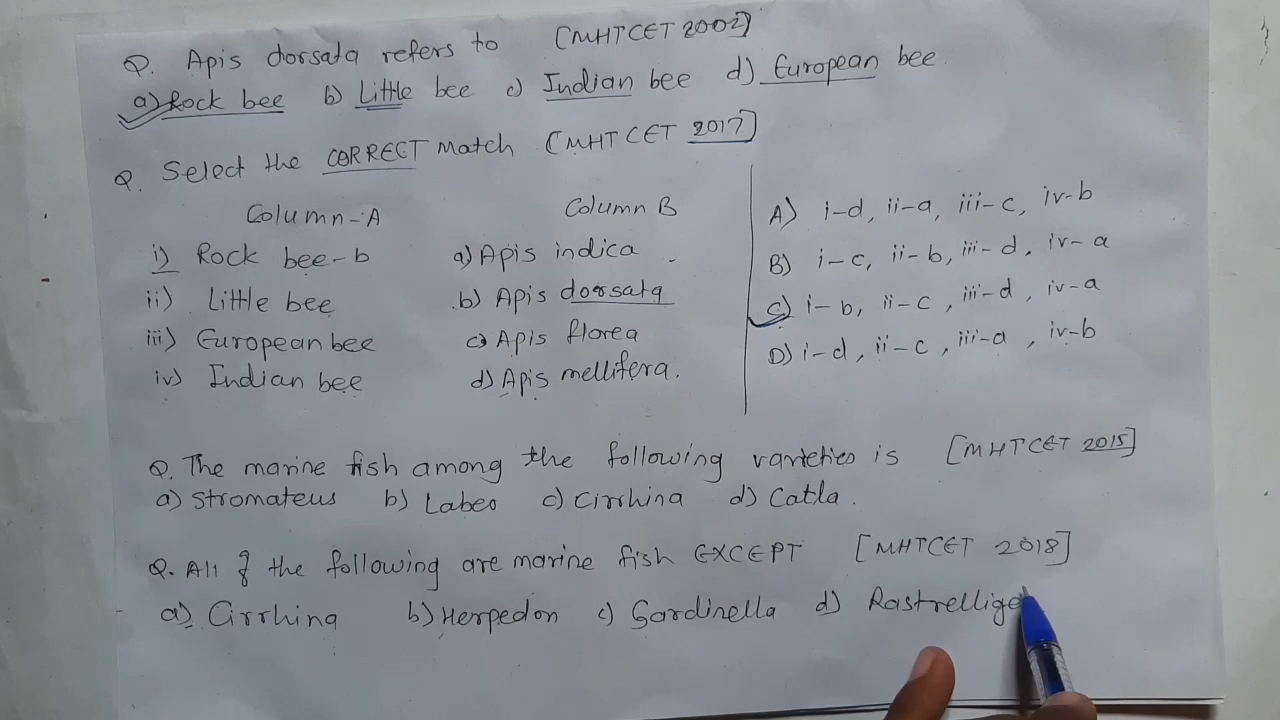 Q. Apis dorsata refers to [MHTCET 2002]
a) Rock bee b) Little bee c) Indian bee d) European bee
Q. Select the CORRECT Match [MHTCET 2017]
Column-A Column B
i) Rock bee-b a) Apis indica
ii) Little bee b) Apis dorsata
iii) European bee c) Apis florea
iv) Indian bee d) Apis mellifera.
A) i-d, ii-a, iii-c, iv-b
B) i-c, ii-b, iii-d, iv-a
C) i-b, ii-c, iii-d, iv-a
D) i-d, ii-c, iii-a, iv-b
Q. The marine fish among the following varieties is [MHTCET 2015]
a) Stromateus b) Labeo c) Cirrhina d) Catla.
Q. All of the following are marine fish EXCEPT [MHTCET 2018]
a) Cirrhina b) Herpedon c) Sardinella d) Rastrellige